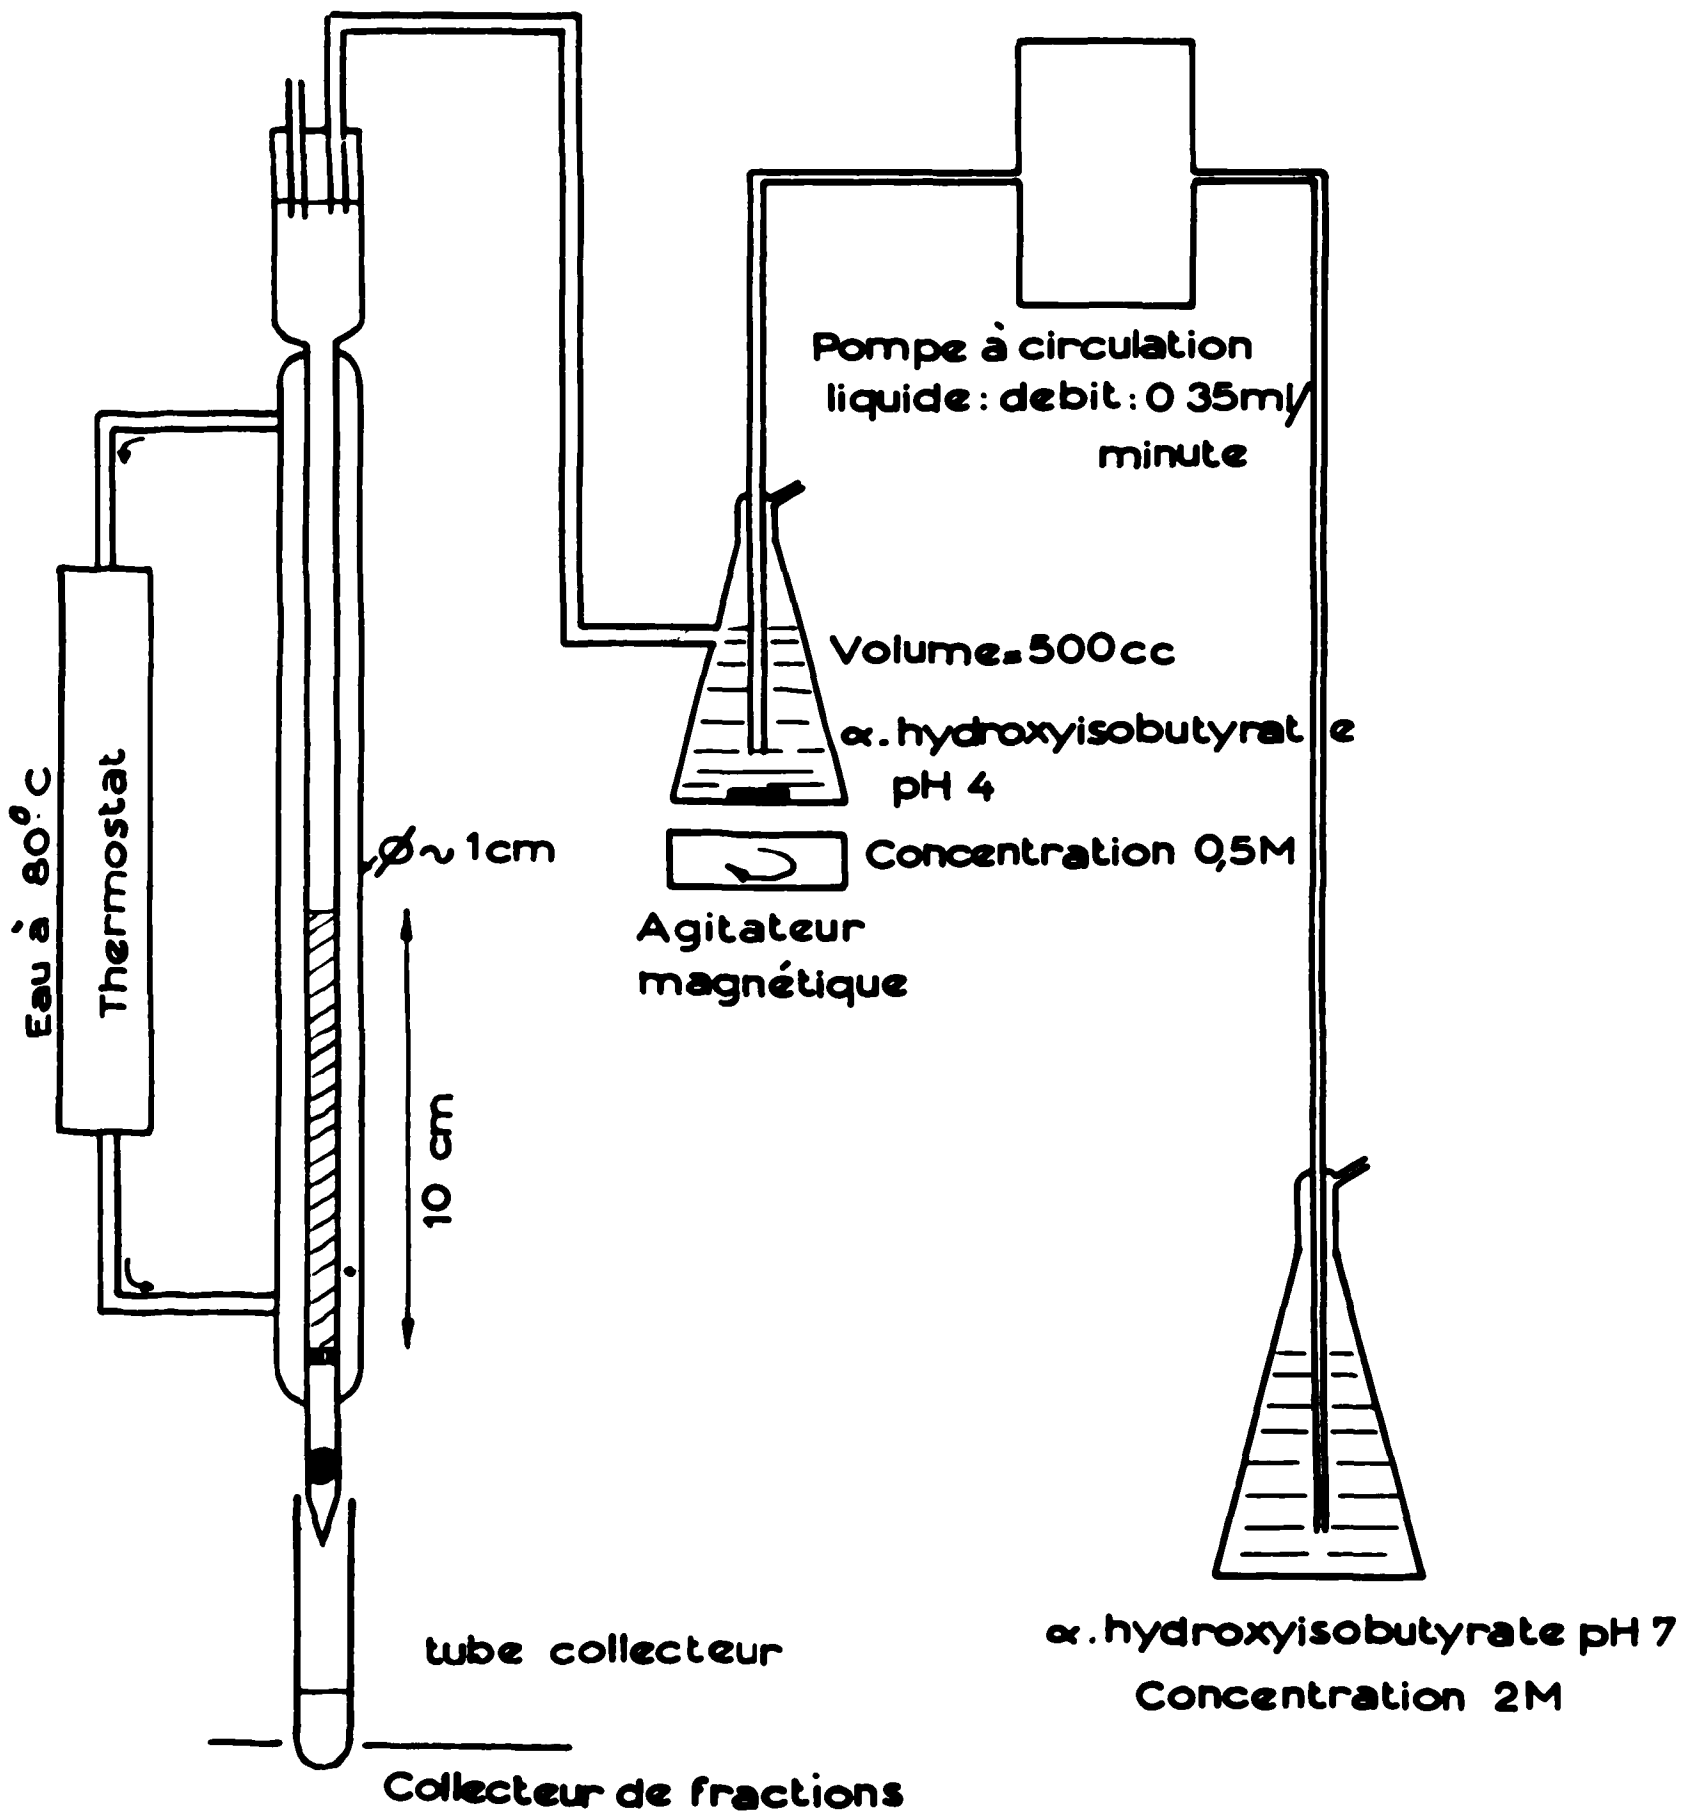 Pompe à circulation
liquide : debit : 0 35ml/
minute
Volume=500cc
α. hydroxyisobutyrate
pH 4
Concentration 0,5M
Agitateur
magnétique
Eau à 80° C
Thermostat
Ø ~ 1cm
10 cm
α. hydroxyisobutyrate pH 7
Concentration 2M
tube collecteur
Collecteur de fractions